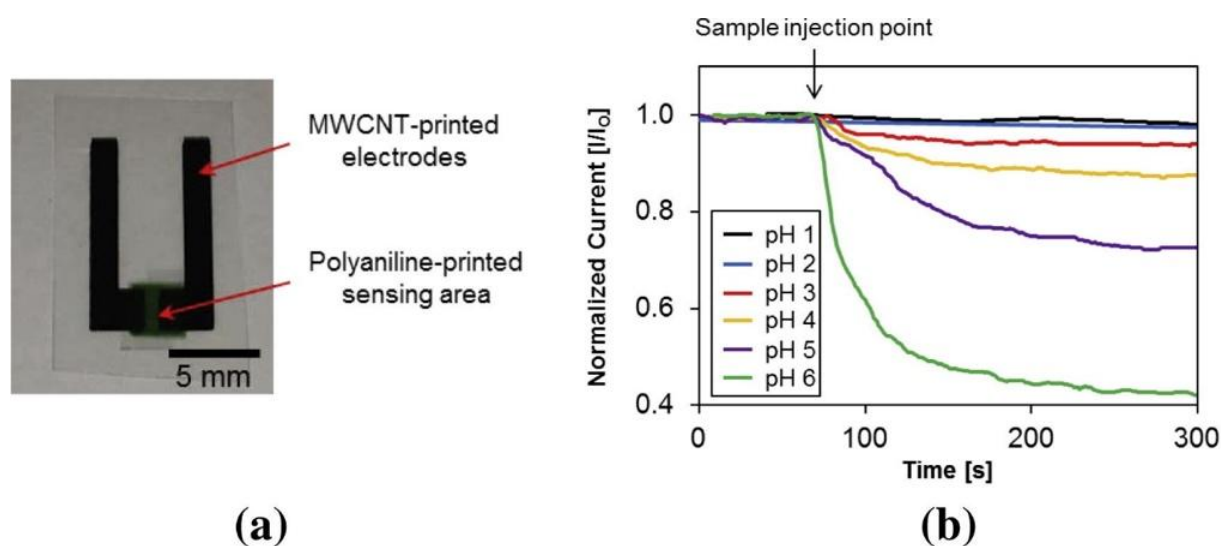 MWCNT-printed
electrodes
Polyaniline-printed
sensing area
5 mm
(a)
Sample injection point
Normalized Current [I/I₀]
1.0
0.8
0.6
0.4
pH 1
pH 2
pH 3
pH 4
pH 5
pH 6
0
100
200
300
Time [s]
(b)